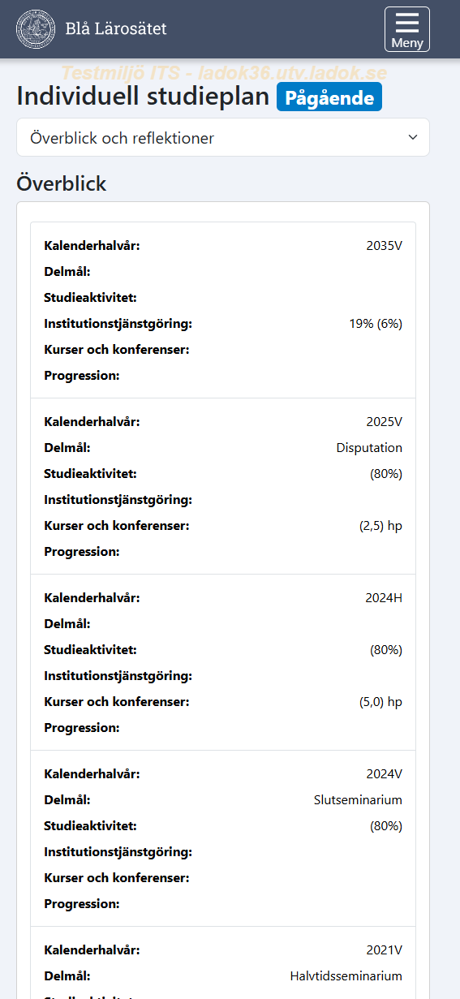 Blå Lärosätet
Meny
Testmiljö ITS - ladok36.utv.ladok.se
Individuell studieplan Pågående
Överblick och reflektioner
Överblick
Kalenderhalvår: 2035V
Delmål:
Studieaktivitet:
Institutionstjänstgöring: 19% (6%)
Kurser och konferenser:
Progression:
Kalenderhalvår: 2025V
Delmål: Disputation
Studieaktivitet: (80%)
Institutionstjänstgöring:
Kurser och konferenser: (2,5) hp
Progression:
Kalenderhalvår: 2024H
Delmål:
Studieaktivitet: (80%)
Institutionstjänstgöring:
Kurser och konferenser: (5,0) hp
Progression:
Kalenderhalvår: 2024V
Delmål: Slutseminarium
Studieaktivitet: (80%)
Institutionstjänstgöring:
Kurser och konferenser:
Progression:
Kalenderhalvår: 2021V
Delmål: Halvtidsseminarium